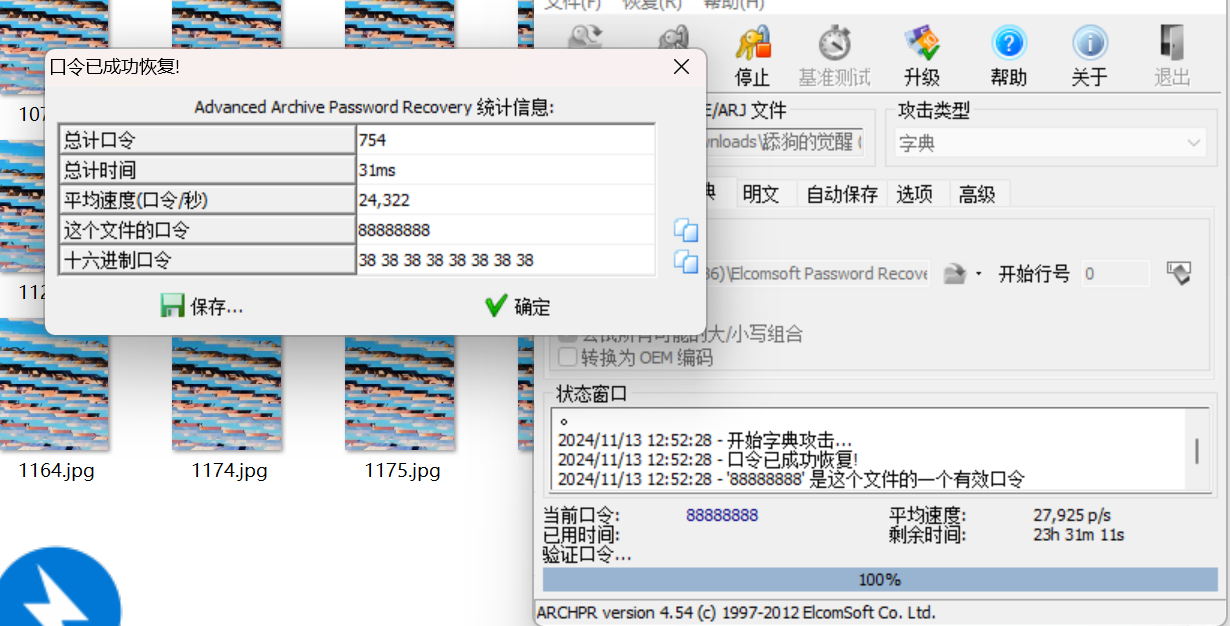 文件(F) 恢复(R) 帮助(H)
停止 基准测试 升级 帮助 关于 退出
口令已成功恢复!
Advanced Archive Password Recovery 统计信息:
总计口令 754
总计时间 31ms
平均速度(口令/秒) 24,322
这个文件的口令 88888888
十六进制口令 38 38 38 38 38 38 38 38
保存... 确定
E/ARJ 文件
nloads\舔狗的觉醒 (
攻击类型
字典
典 明文 自动保存 选项 高级
36)\Elcomsoft Password Recove
开始行号 0
尝试所有可能的大/小写组合
转换为 OEM 编码
状态窗口
。
2024/11/13 12:52:28 - 开始字典攻击...
2024/11/13 12:52:28 - 口令已成功恢复!
2024/11/13 12:52:28 - '88888888' 是这个文件的一个有效口令
当前口令: 88888888 平均速度: 27,925 p/s
已用时间: 剩余时间: 23h 31m 11s
验证口令...
100%
ARCHPR version 4.54 (c) 1997-2012 ElcomSoft Co. Ltd.
107
112
1164.jpg 1174.jpg 1175.jpg